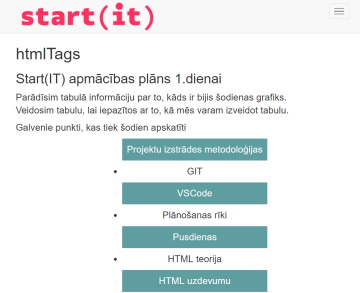 start(it)
htmlTags
Start(IT) apmācības plāns 1.dienai
Parādīsim tabulā informāciju par to, kāds ir bijis šodienas grafiks.
Veidosim tabulu, lai iepazītos ar to, kā mēs varam izveidot tabulu.
Galvenie punkti, kas tiek šodien apskatīti
Projektu izstrādes metodoloģijas
GIT
VSCode
Plānošanas rīki
Pusdienas
HTML teorija
HTML uzdevumu